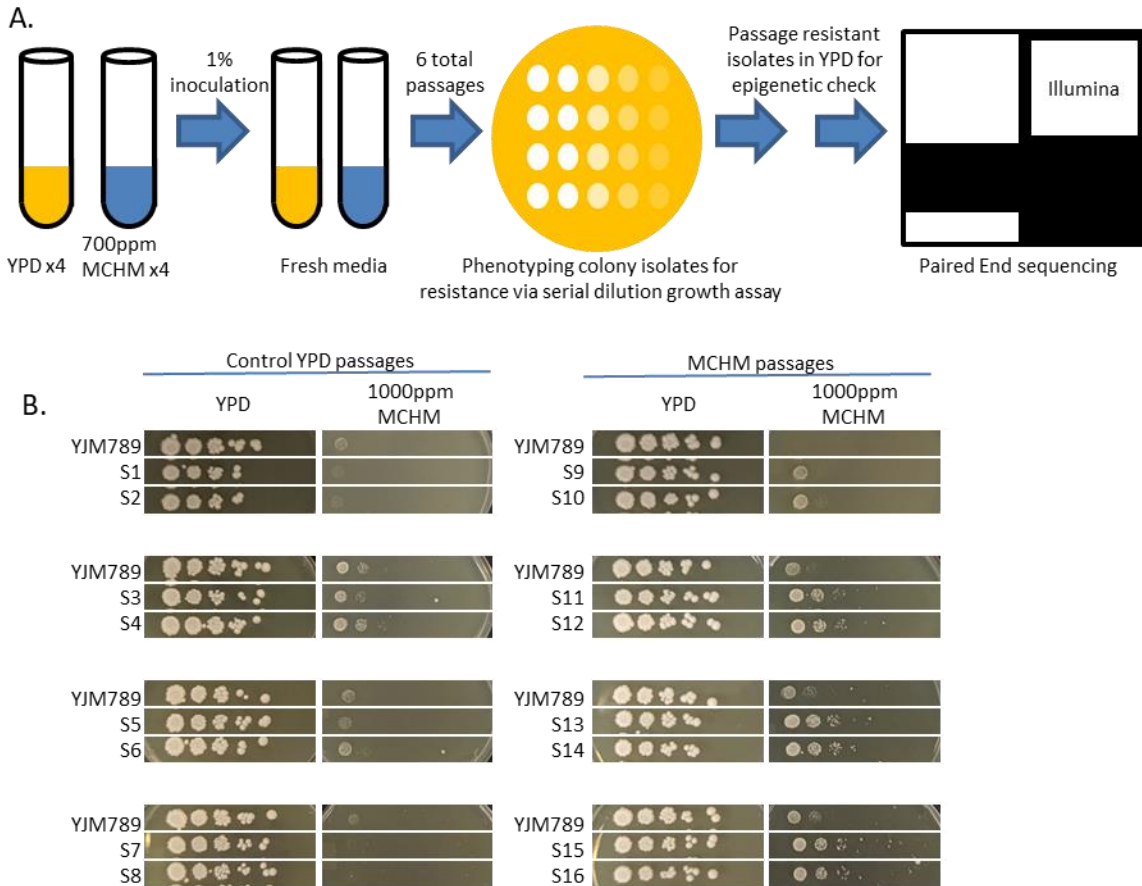 A.
1%
inoculation
6 total
passages
Passage resistant
isolates in YPD for
epigenetic check
Illumina
YPD x4
700ppm
MCHM x4
Fresh media
Phenotyping colony isolates for
resistance via serial dilution growth assay
Paired End sequencing
B.
Control YPD passages
YPD
1000ppm
MCHM
YJM789
S1
S2
YJM789
S3
S4
YJM789
S5
S6
YJM789
S7
S8
MCHM passages
YPD
1000ppm
MCHM
YJM789
S9
S10
YJM789
S11
S12
YJM789
S13
S14
YJM789
S15
S16